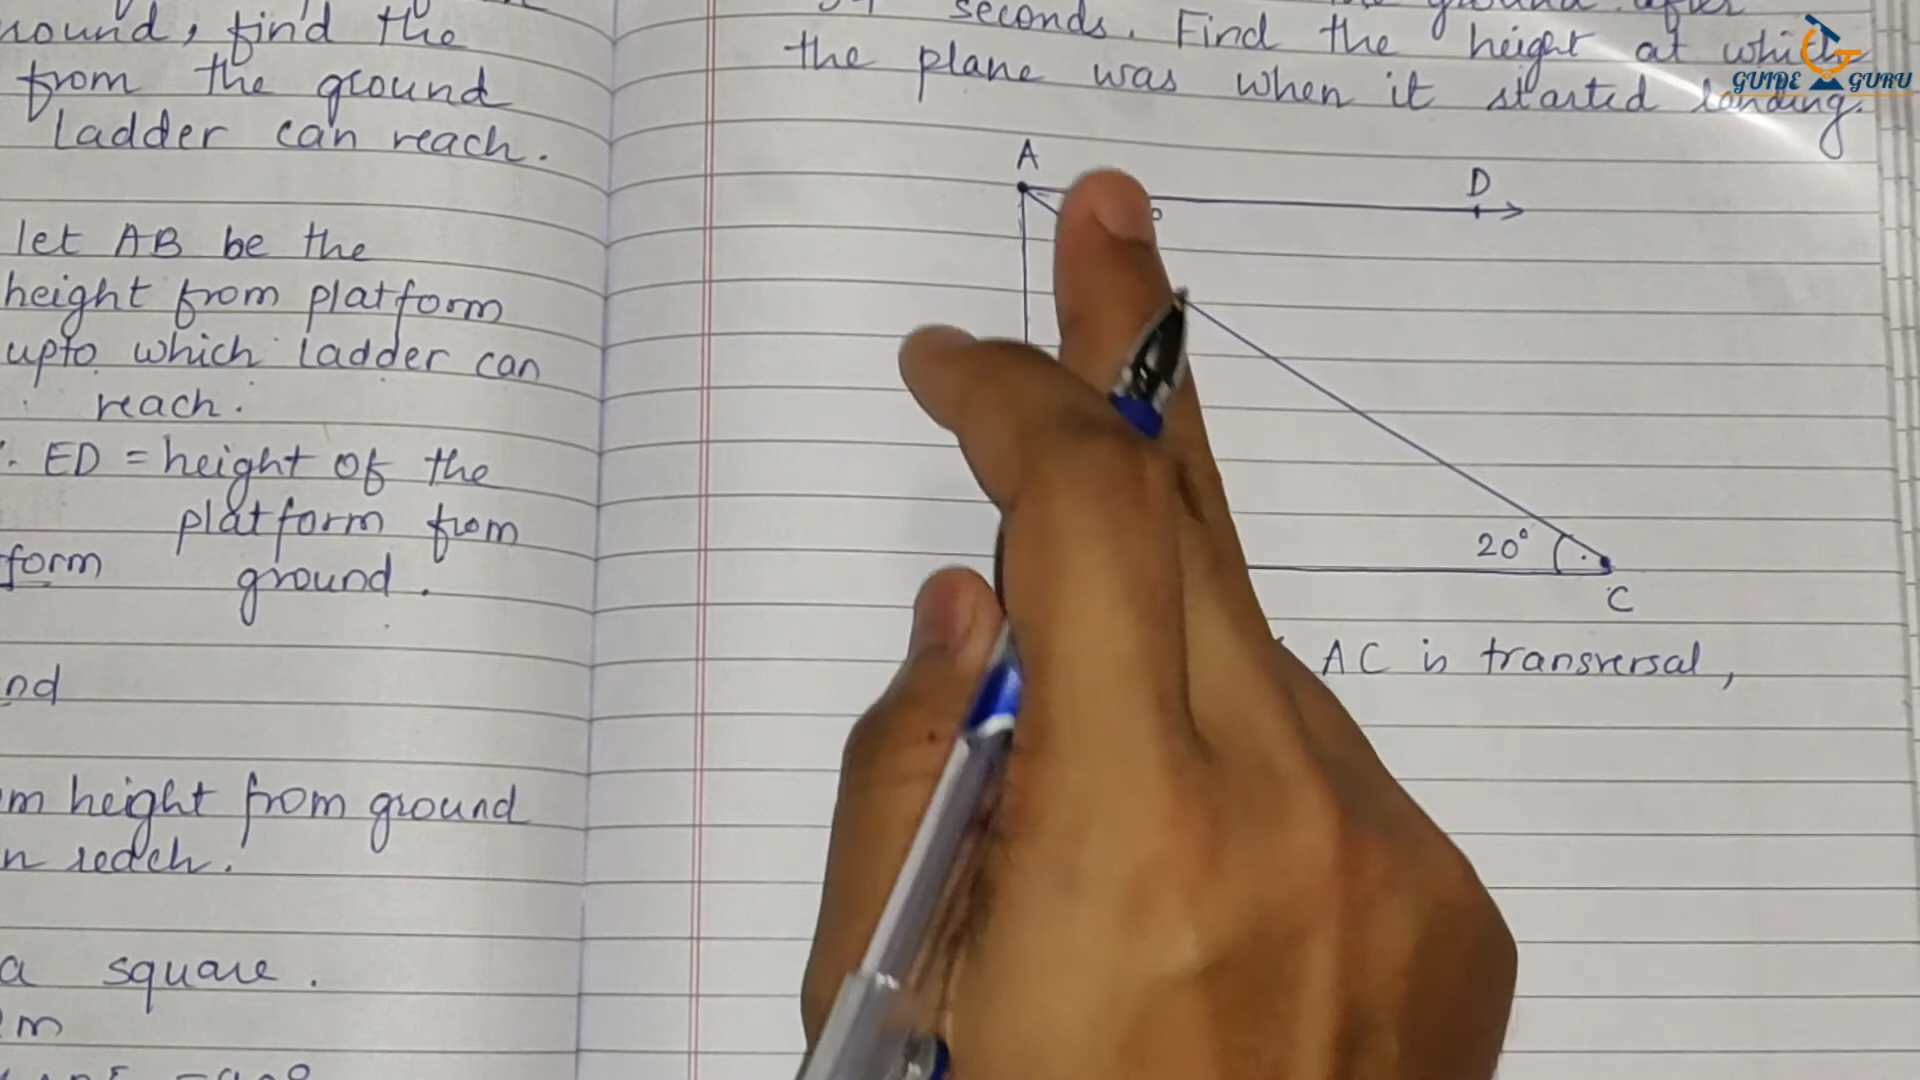 ground, find the
from the ground
Ladder can reach.
let AB be the
height from platform
upto which ladder can
reach.
∴ ED = height of the
platform from
form ground.
nd
m height from ground
n reach.
a square.
m
seconds. Find the height at which
the plane was when it started landing.
GUIDE GURU
A
D
20°
C
AC is transversal,